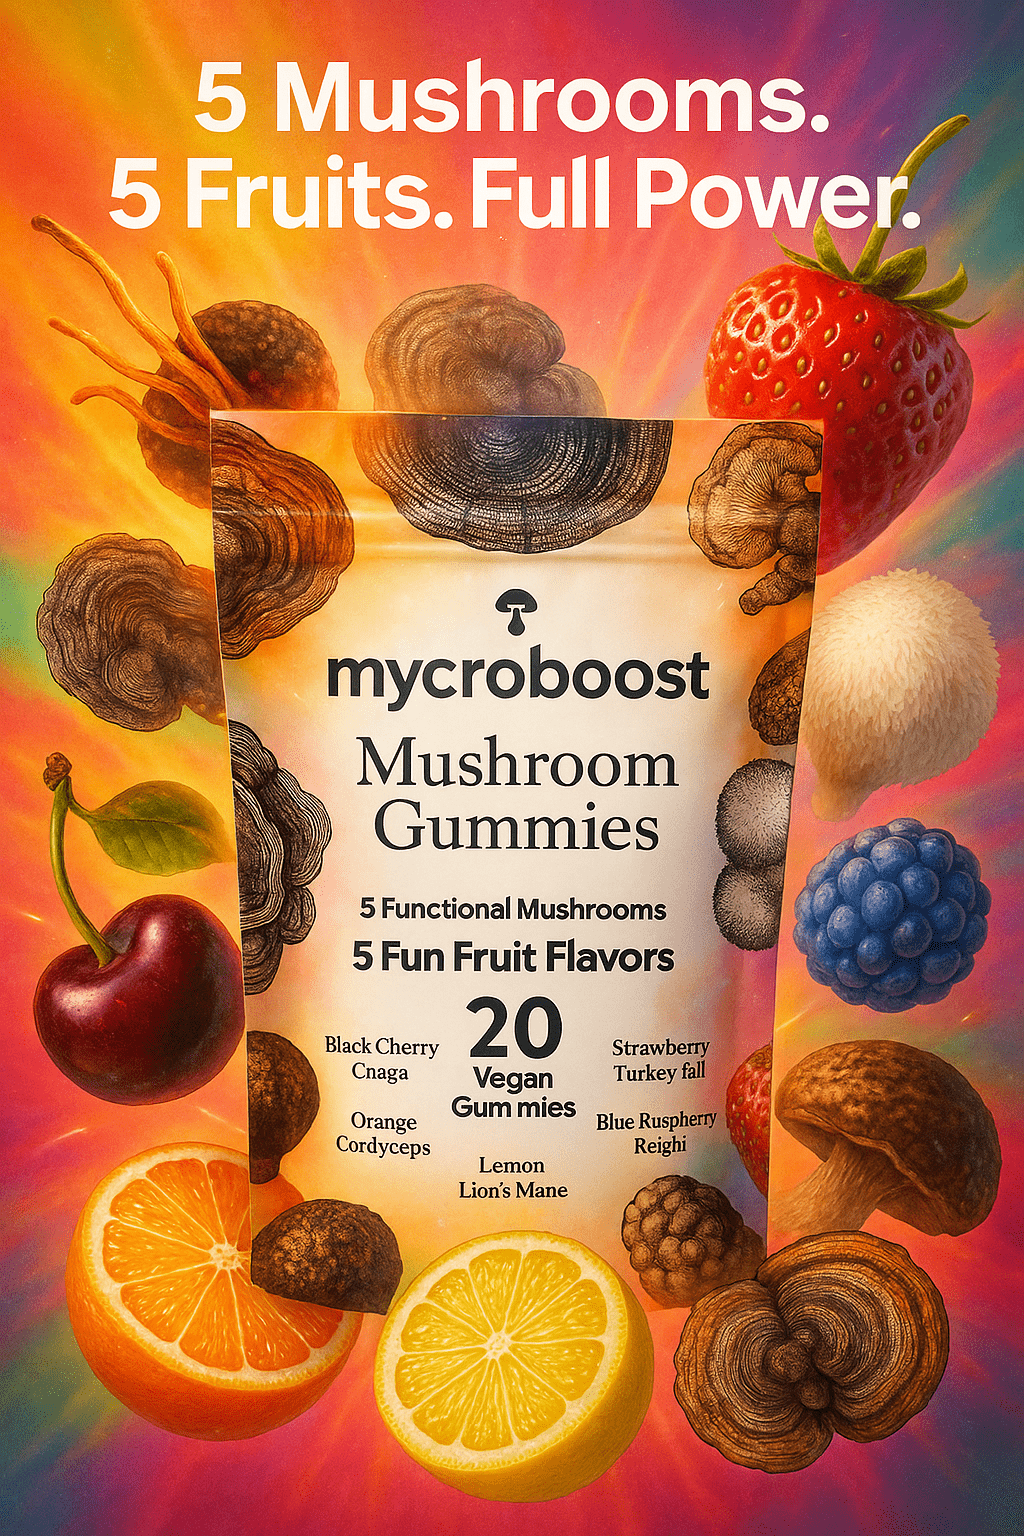 5 Mushrooms.
5 Fruits. Full Power.
mycroboost
Mushroom
Gummies
5 Functional Mushrooms
5 Fun Fruit Flavors
20
Vegan
Gum mies
Black Cherry
Cnaga
Orange
Cordyceps
Lemon
Lion's Mane
Strawberry
Turkey fall
Blue Ruspherry
Reighi